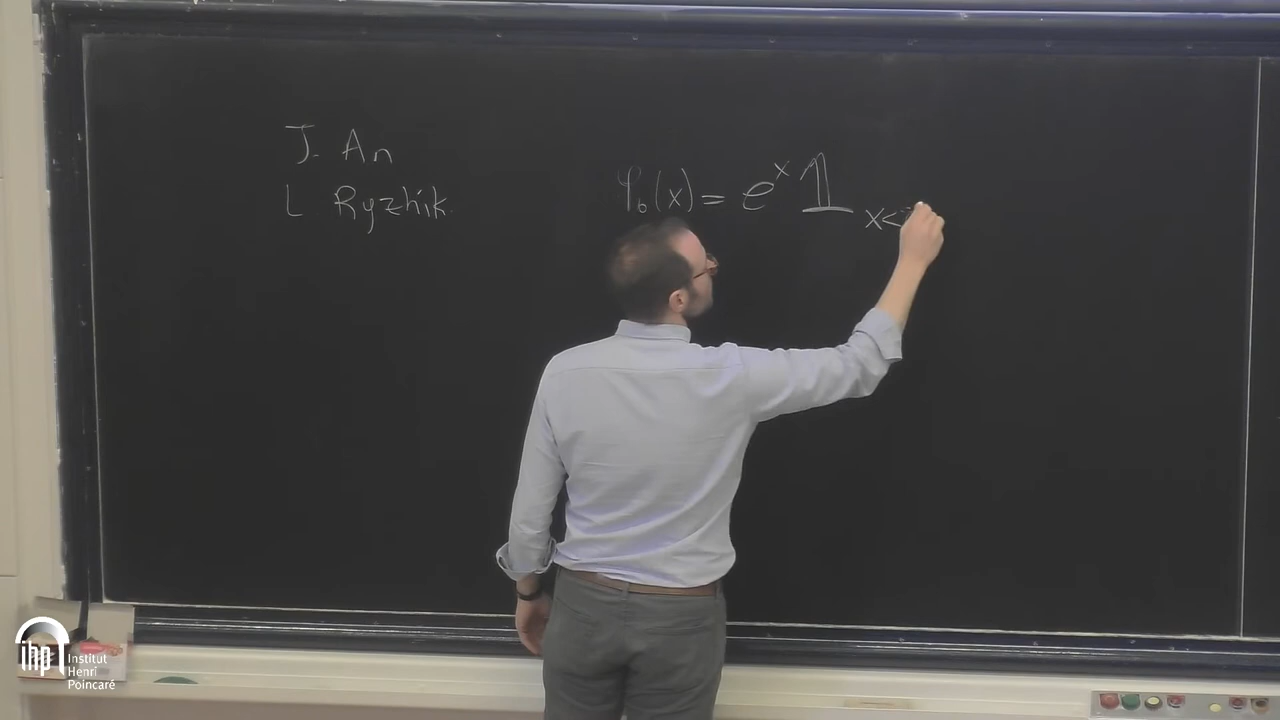 J. An
L Ryzhik.
φ₀(x) = eˣ 𝟙 x<
ihp Institut
Henri
Poincaré